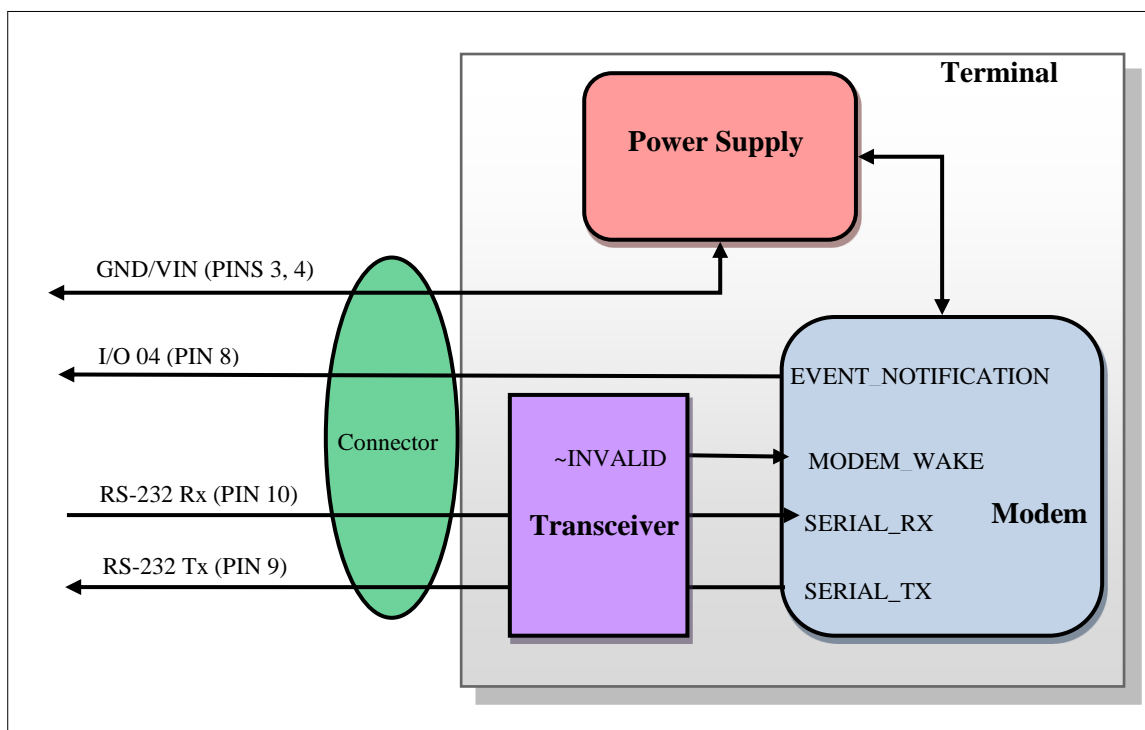 Terminal
Power Supply
GND/VIN (PINS 3, 4)
I/O 04 (PIN 8)
EVENT_NOTIFICATION
Connector
~INVALID
MODEM_WAKE
RS-232 Rx (PIN 10)
Transceiver
SERIAL_RX
Modem
RS-232 Tx (PIN 9)
SERIAL_TX